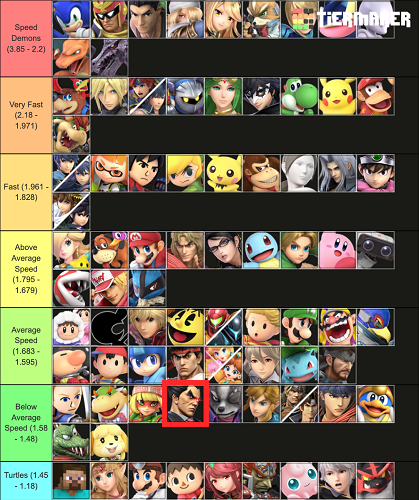 TIERMAKER
Speed
Demons
(3.85 - 2.2)
Very Fast
(2.18 -
1.971)
Fast (1.961 -
1.828)
Above
Average
Speed
(1.795 -
1.679)
Average
Speed
(1.683 -
1.595)
Below
Average
Speed (1.58
- 1.48)
Turtles (1.45
- 1.18)